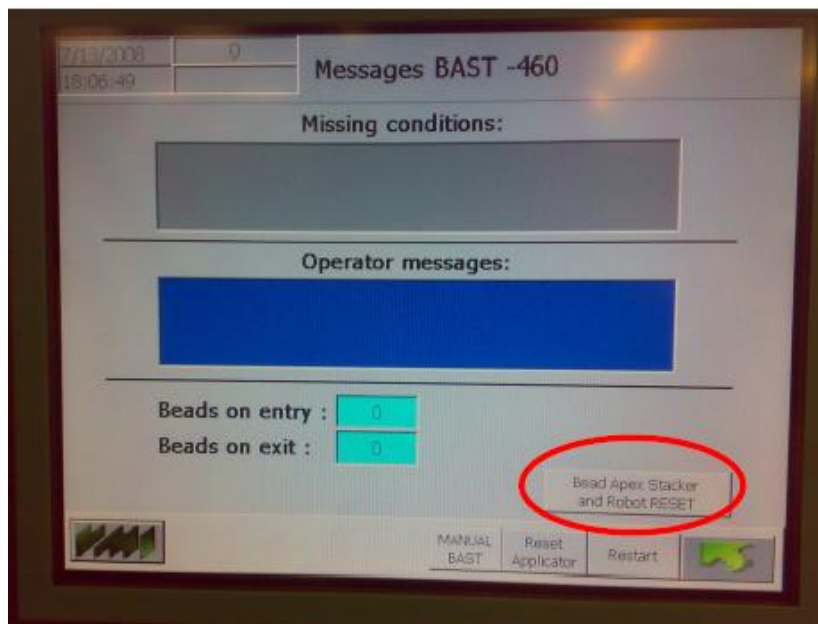 7/13/2008 0
18:06:49
Messages BAST -460
Missing conditions:
Operator messages:
Beads on entry : 0
Beads on exit : 0
Bead Apex Stacker
and Robot RESET
VMI
MANUAL
BAST
Reset
Applicator
Restart